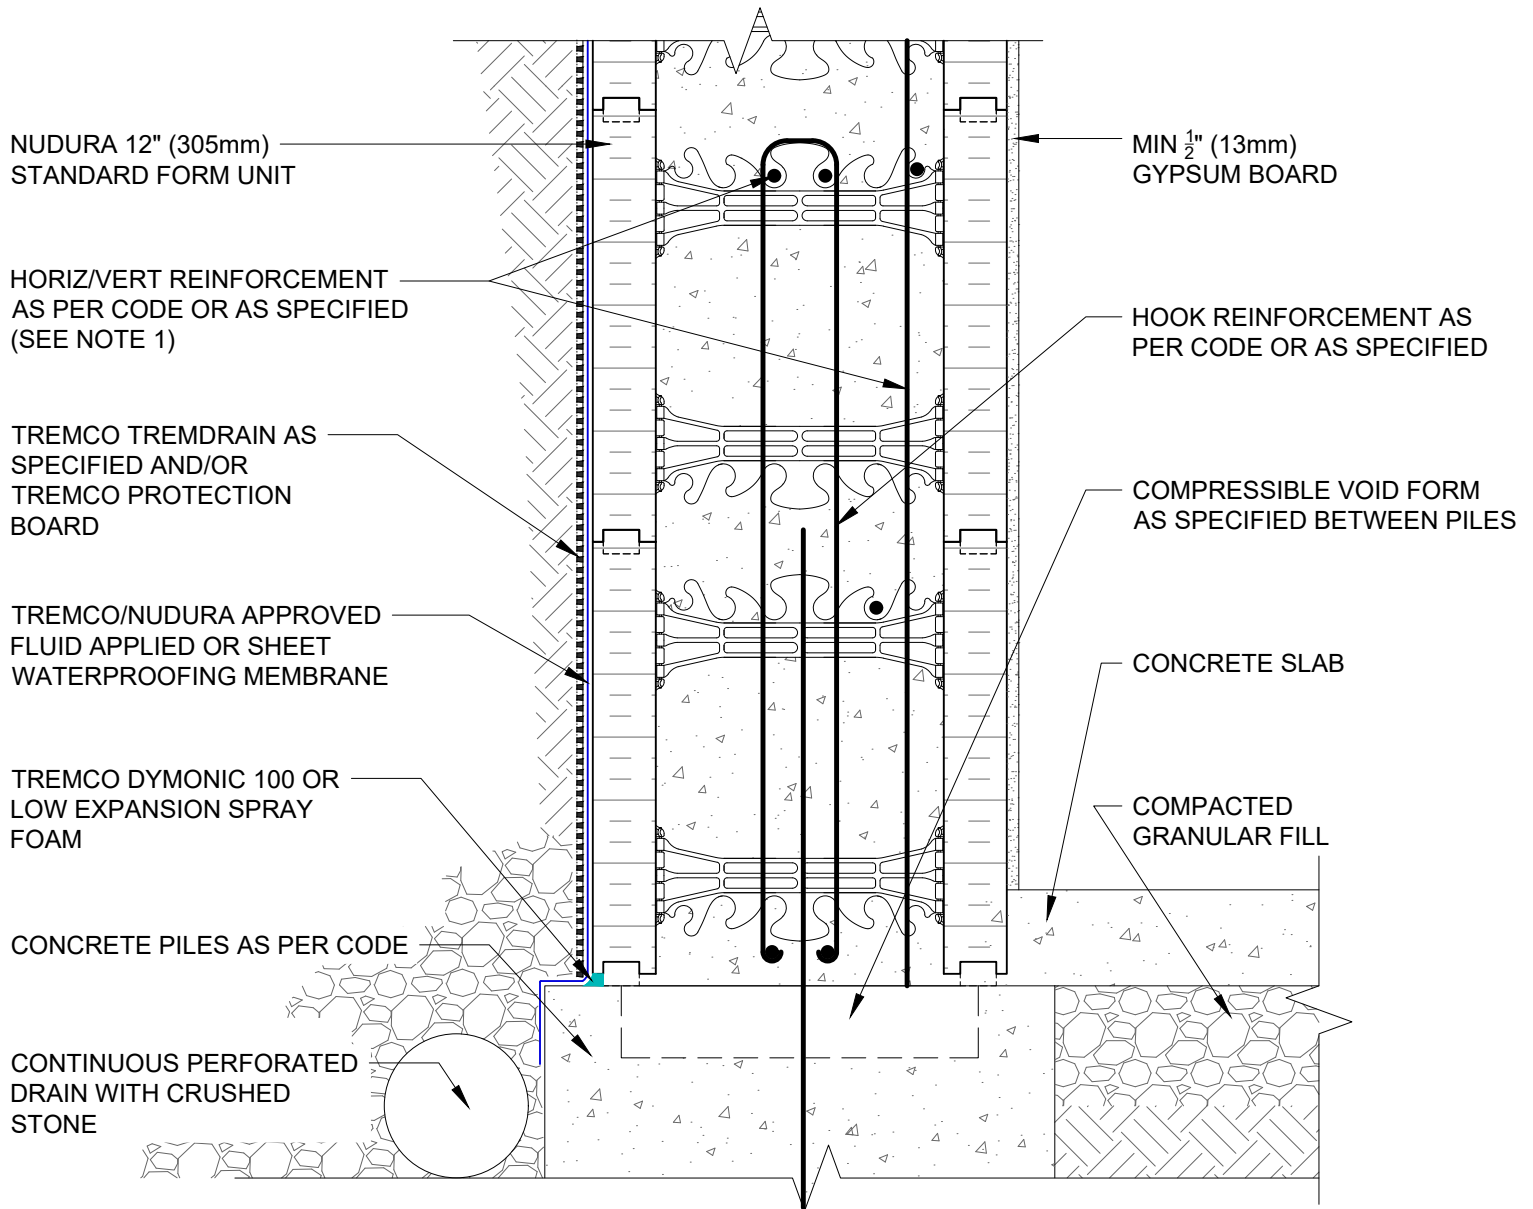 NUDURA 12" (305mm)
STANDARD FORM UNIT
HORIZ/VERT REINFORCEMENT
AS PER CODE OR AS SPECIFIED
(SEE NOTE 1)
TREMCO TREMDRAIN AS
SPECIFIED AND/OR
TREMCO PROTECTION
BOARD
TREMCO/NUDURA APPROVED
FLUID APPLIED OR SHEET
WATERPROOFING MEMBRANE
TREMCO DYMONIC 100 OR
LOW EXPANSION SPRAY
FOAM
CONCRETE PILES AS PER CODE
CONTINUOUS PERFORATED
DRAIN WITH CRUSHED
STONE
MIN 1/2" (13mm)
GYPSUM BOARD
HOOK REINFORCEMENT AS
PER CODE OR AS SPECIFIED
COMPRESSIBLE VOID FORM
AS SPECIFIED BETWEEN PILES
CONCRETE SLAB
COMPACTED
GRANULAR FILL